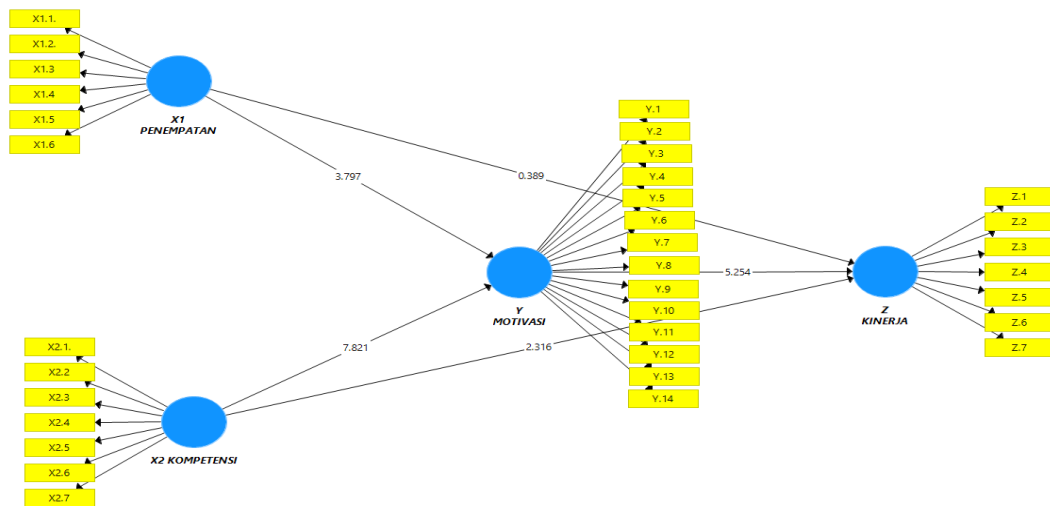 X1.1.
X1.2.
X1.3
X1.4
X1.5
X1.6
X1
PENEMPATAN
3.797
0.389
Y.1
Y.2
Y.3
Y.4
Y.5
Y.6
Y.7
Y.8
Y.9
Y.10
Y.11
Y.12
Y.13
Y.14
Y
MOTIVASI
5.254
7.821
2.316
X2.1.
X2.2
X2.3
X2.4
X2.5
X2.6
X2.7
X2 KOMPETENSI
Z.1
Z.2
Z.3
Z.4
Z.5
Z.6
Z.7
Z
KINERJA